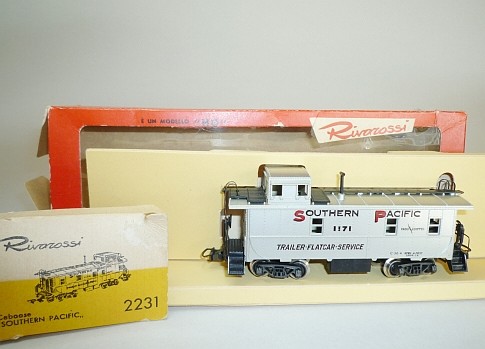 E UN MODELLO
Rivarossi
SOUTHERN PACIFIC
1171
TRAILER-FLATCAR-SERVICE
Rivarossi
Caboose
"SOUTHERN PACIFIC„
2231